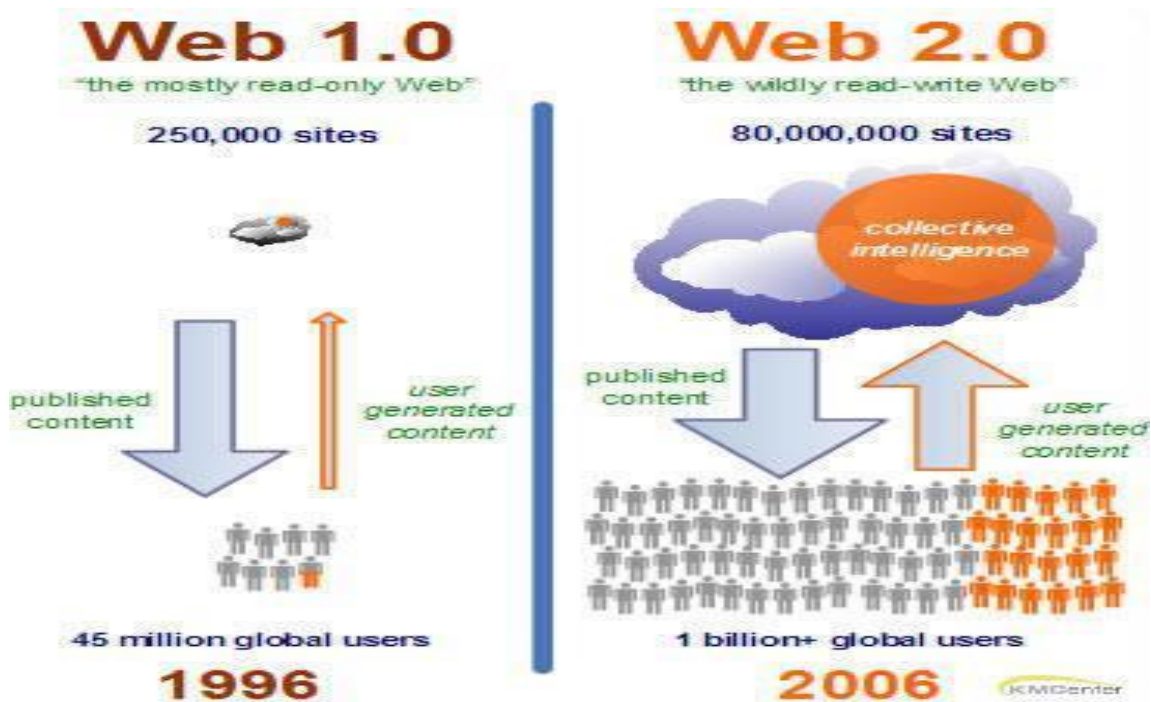 Web 1.0
"the mostly read-only Web"
250,000 sites
published
content
user
generated
content
45 million global users
1996
Web 2.0
"the wildly read-write Web"
80,000,000 sites
collective
intelligence
published
content
user
generated
content
1 billion+ global users
2006
KMCenter